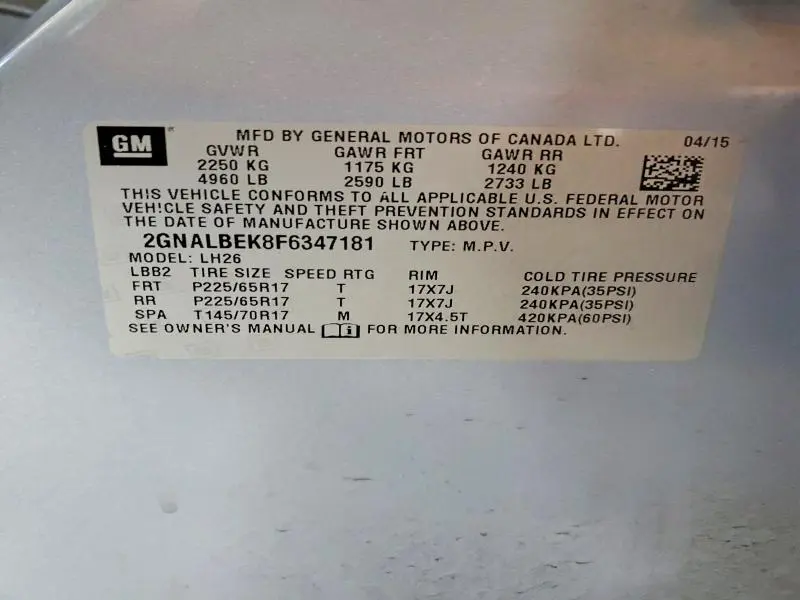 GM MFD BY GENERAL MOTORS OF CANADA LTD. 04/15
GVWR GAWR FRT GAWR RR
2250 KG 1175 KG 1240 KG
4960 LB 2590 LB 2733 LB
THIS VEHICLE CONFORMS TO ALL APPLICABLE U.S. FEDERAL MOTOR
VEHICLE SAFETY AND THEFT PREVENTION STANDARDS IN EFFECT ON
THE DATE OF MANUFACTURE SHOWN ABOVE.
2GNALBEK8F6347181 TYPE: M.P.V.
MODEL: LH26
LBB2 TIRE SIZE SPEED RTG RIM COLD TIRE PRESSURE
FRT P225/65R17 T 17X7J 240KPA(35PSI)
RR P225/65R17 T 17X7J 240KPA(35PSI)
SPA T145/70R17 M 17X4.5T 420KPA(60PSI)
SEE OWNER'S MANUAL i FOR MORE INFORMATION.